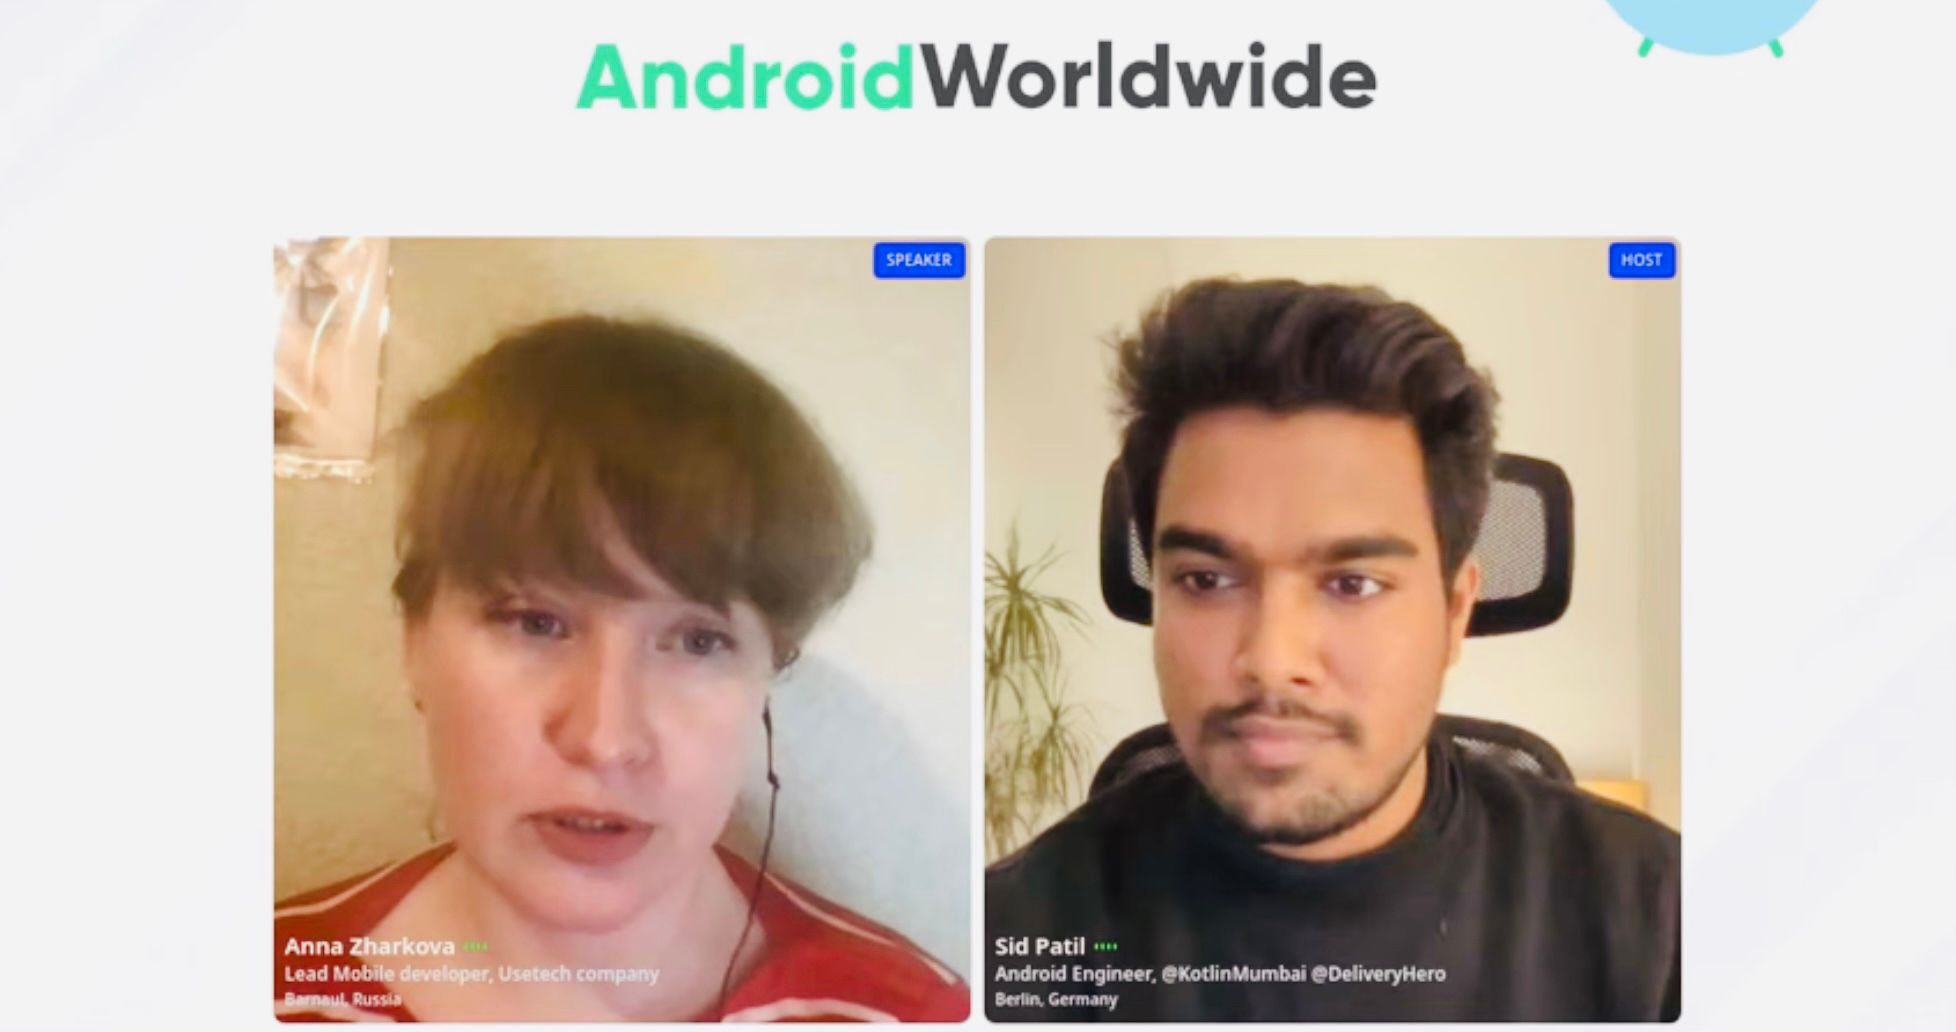 AndroidWorldwide
SPEAKER
HOST
Anna Zharkova
Lead Mobile developer, Usetech company
Barnaul, Russia
Sid Patil
Android Engineer, @KotlinMumbai @DeliveryHero
Berlin, Germany